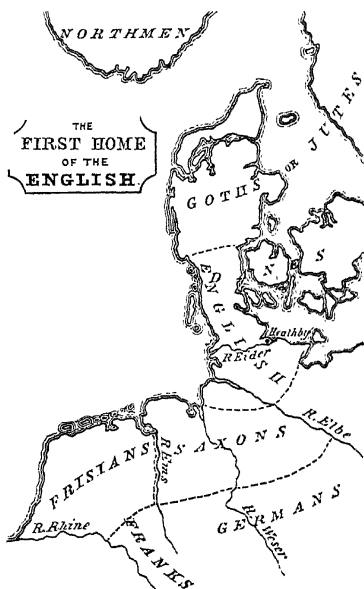 NORTHMEN
THE
FIRST HOME
OF THE
ENGLISH.
GOTHS OR JUTES
DANES
ENGLISH
Heathby
R.Eider
R.Elbe
FRISIANS
SAXONS
R.Ems
R.Rhine
FRANKS
R.Weser
GERMANS